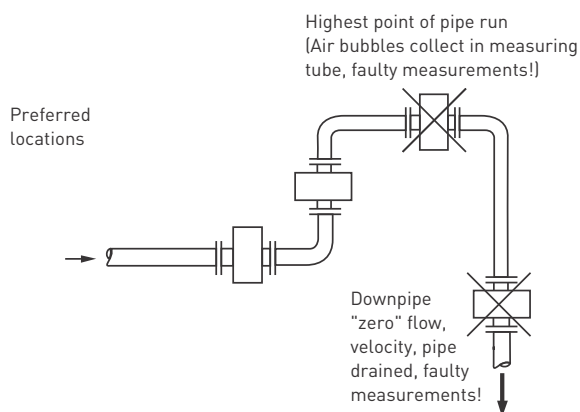 Highest point of pipe run
(Air bubbles collect in measuring
tube, faulty measurements!)
Preferred
locations
Downpipe
"zero" flow,
velocity, pipe
drained, faulty
measurements!